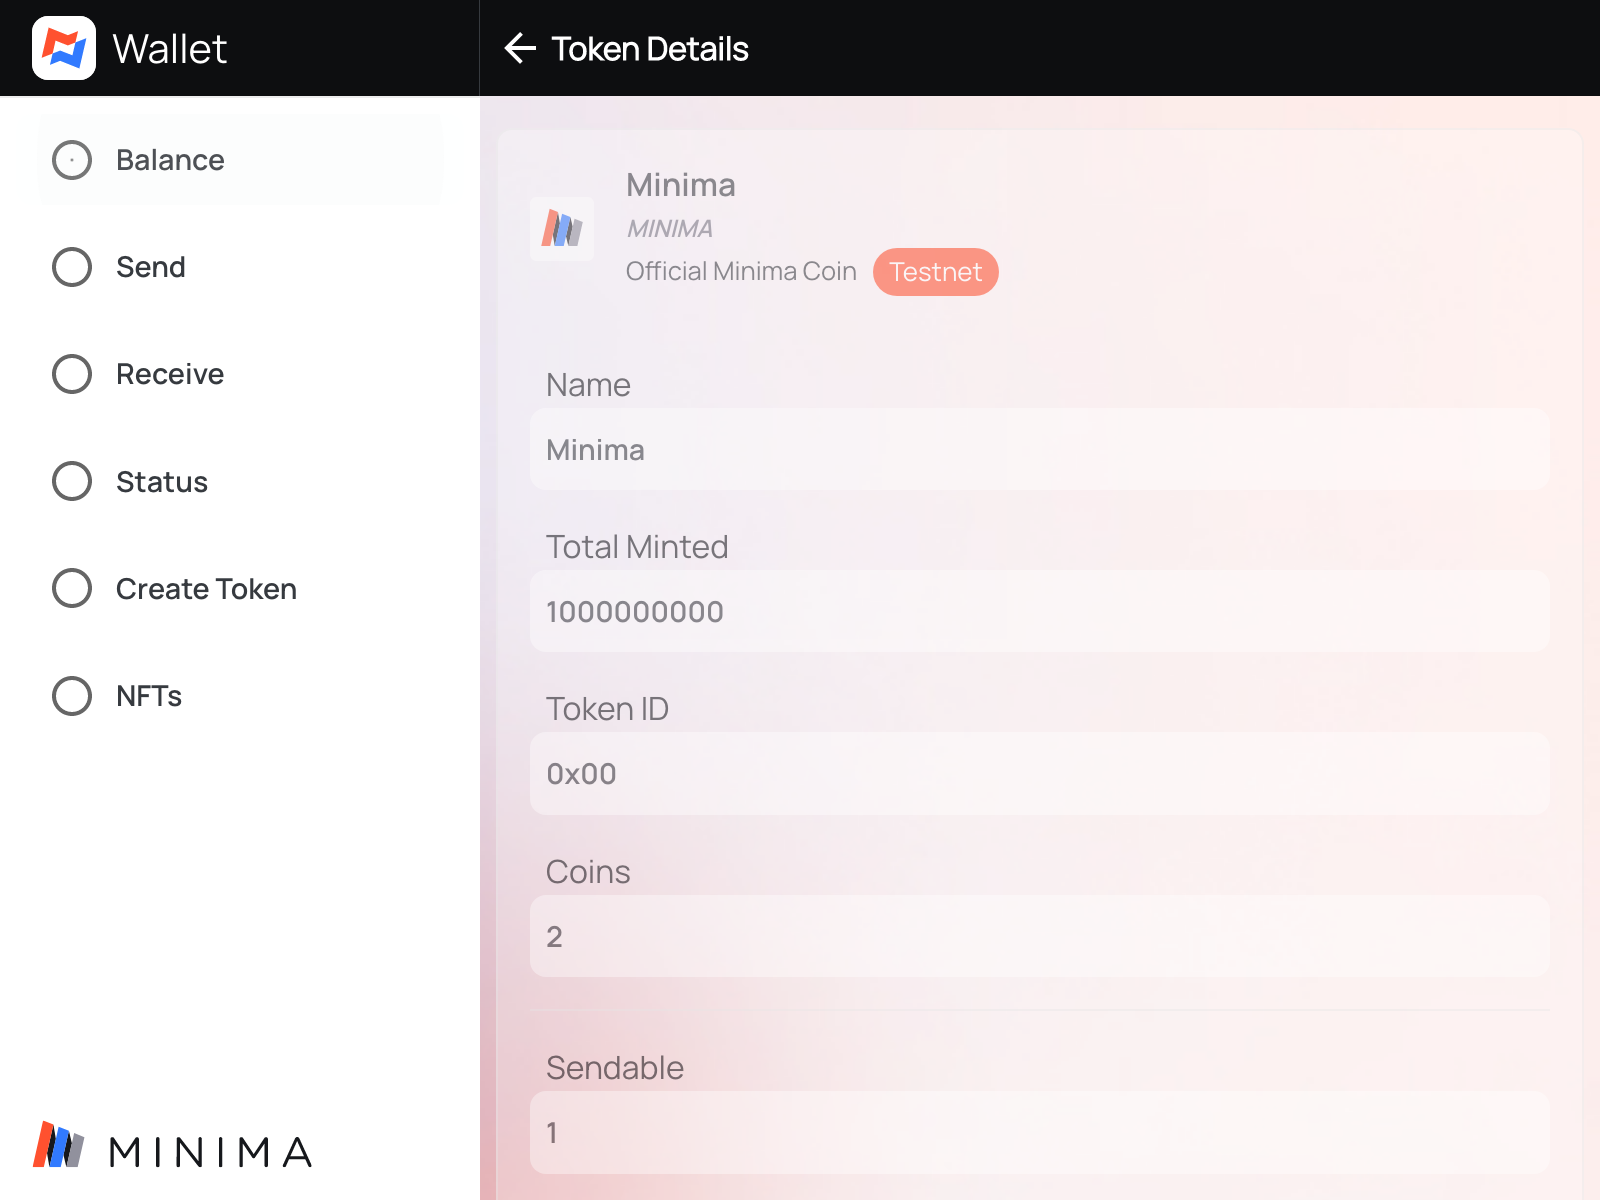 Wallet
Token Details
Balance
Send
Receive
Status
Create Token
NFTs
MINIMA
Minima
MINIMA
Official Minima Coin Testnet
Name
Minima
Total Minted
1000000000
Token ID
0x00
Coins
2
Sendable
1